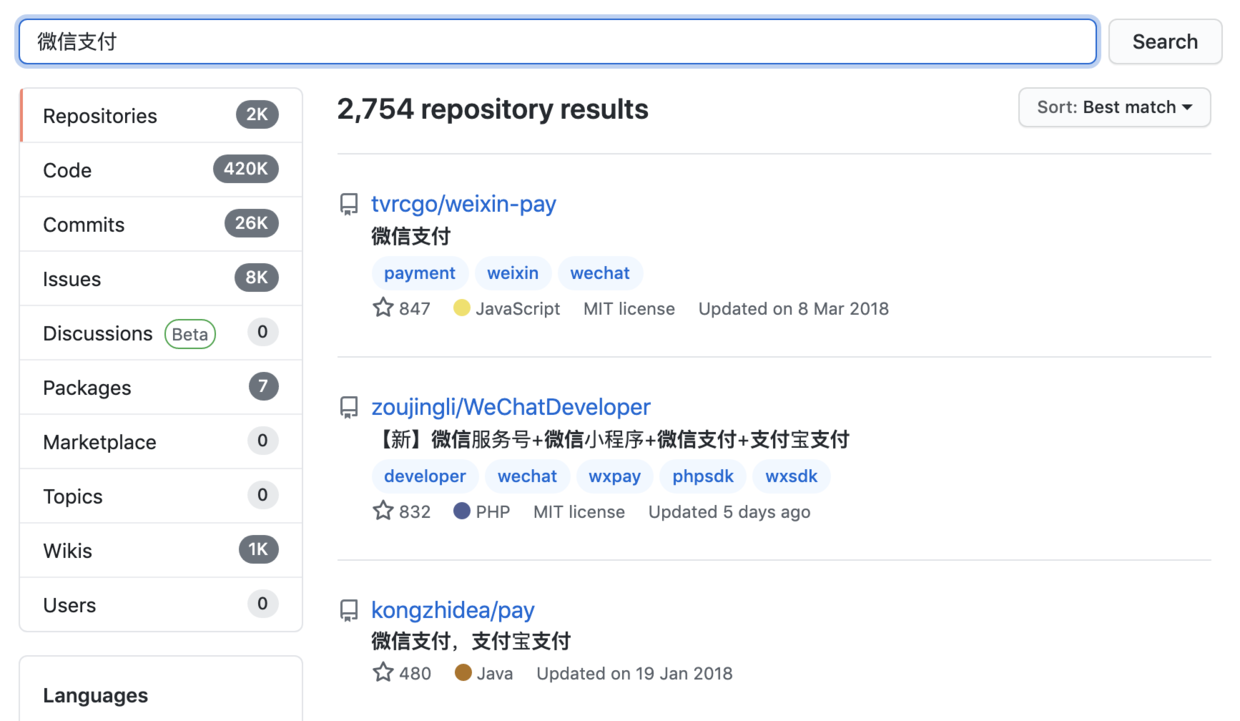 微信支付
Search
Repositories 2K
Code 420K
Commits 26K
Issues 8K
Discussions Beta 0
Packages 7
Marketplace 0
Topics 0
Wikis 1K
Users 0
Languages
2,754 repository results
Sort: Best match
tvrcgo/weixin-pay
微信支付
payment weixin wechat
847 JavaScript MIT license Updated on 8 Mar 2018
zoujingli/WeChatDeveloper
【新】微信服务号+微信小程序+微信支付+支付宝支付
developer wechat wxpay phpsdk wxsdk
832 PHP MIT license Updated 5 days ago
kongzhidea/pay
微信支付，支付宝支付
480 Java Updated on 19 Jan 2018